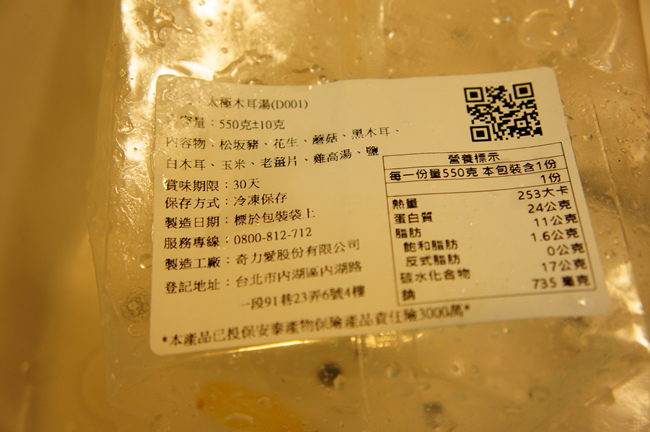 太極木耳湯(D001)
容量：550克±10克
內容物：松坂豬、花生、蘑菇、黑木耳、
白木耳、玉米、老薑片、雞高湯、鹽
賞味期限：30天
保存方式：冷凍保存
製造日期：標於包裝袋上
服務專線：0800-812-712
製造工廠：奇力愛股份有限公司
登記地址：台北市內湖區內湖路
一段91巷23弄6號4樓
*本產品已投保安泰產物保險產品責任險3000萬*
營養標示
每一份量550克 本包裝含1份
1份
熱量 253大卡
蛋白質 24公克
脂肪 11公克
飽和脂肪 1.6公克
反式脂肪 0公克
碳水化合物 17公克
鈉 735 毫克